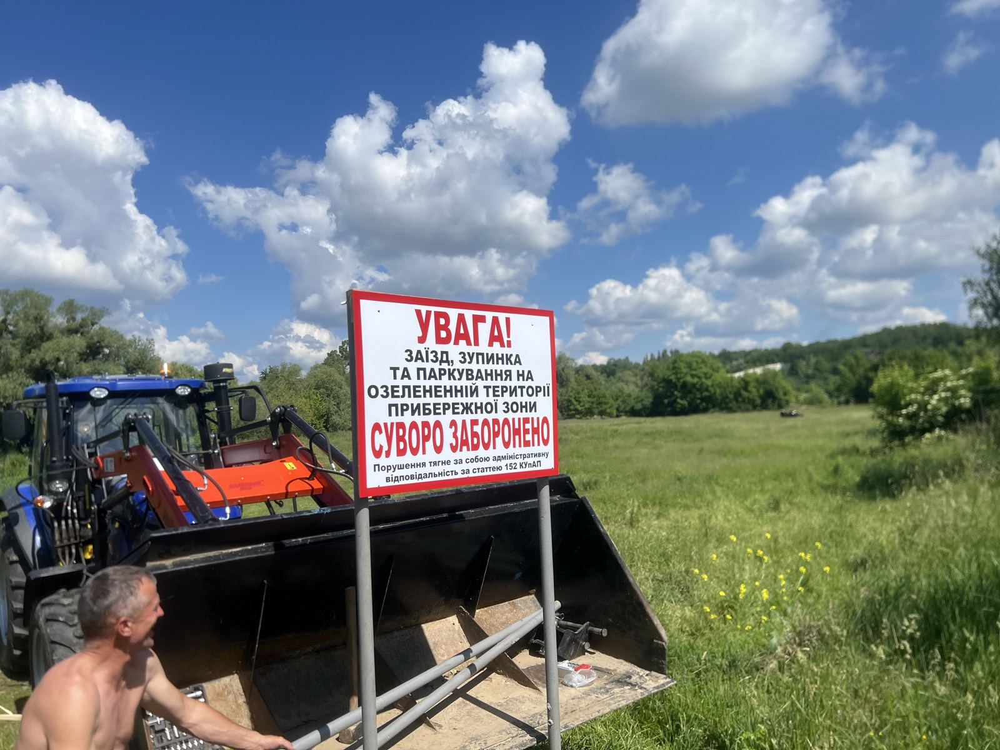 УВАГА!
ЗАЇЗД, ЗУПИНКА
ТА ПАРКУВАННЯ НА
ОЗЕЛЕНЕННІЙ ТЕРИТОРІЇ
ПРИБЕРЕЖНОЇ ЗОНИ
СУВОРО ЗАБОРОНЕНО
Порушення тягне за собою адміністративну
відповідальність за статтею 152 КУпАП